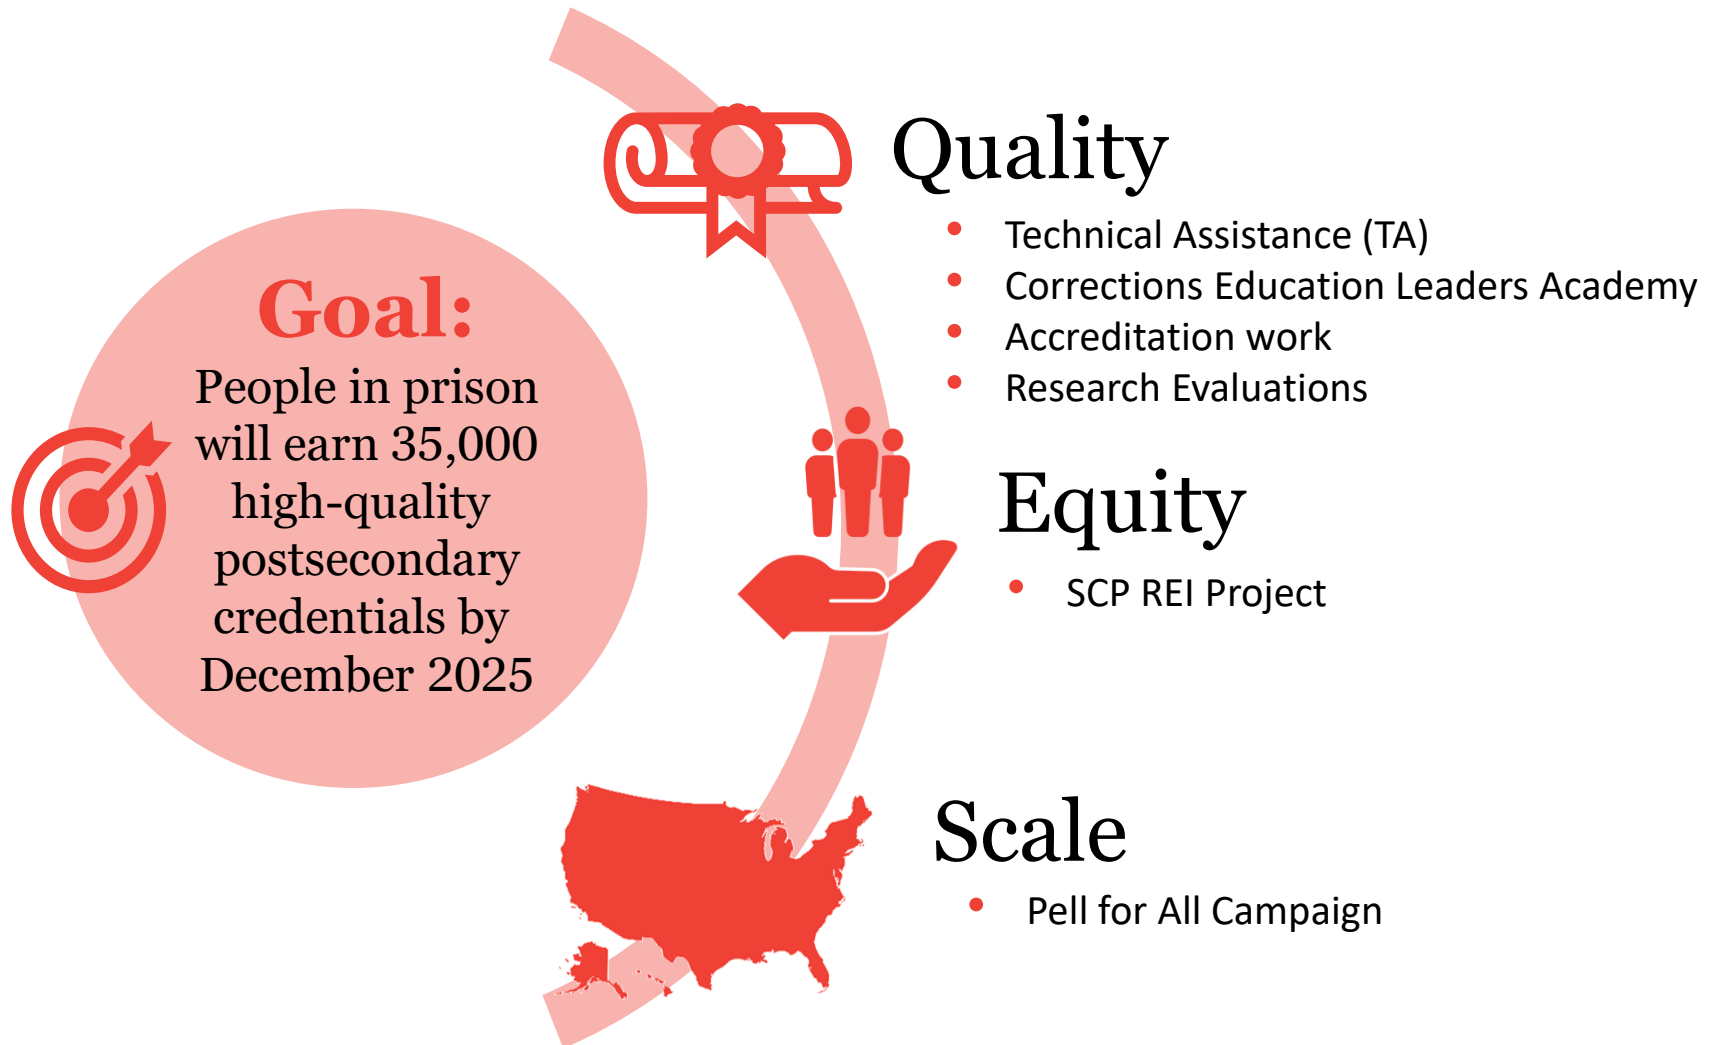 Goal:
People in prison
will earn 35,000
high-quality
postsecondary
credentials by
December 2025
Quality
• Technical Assistance (TA)
• Corrections Education Leaders Academy
• Accreditation work
• Research Evaluations
Equity
• SCP REI Project
Scale
• Pell for All Campaign